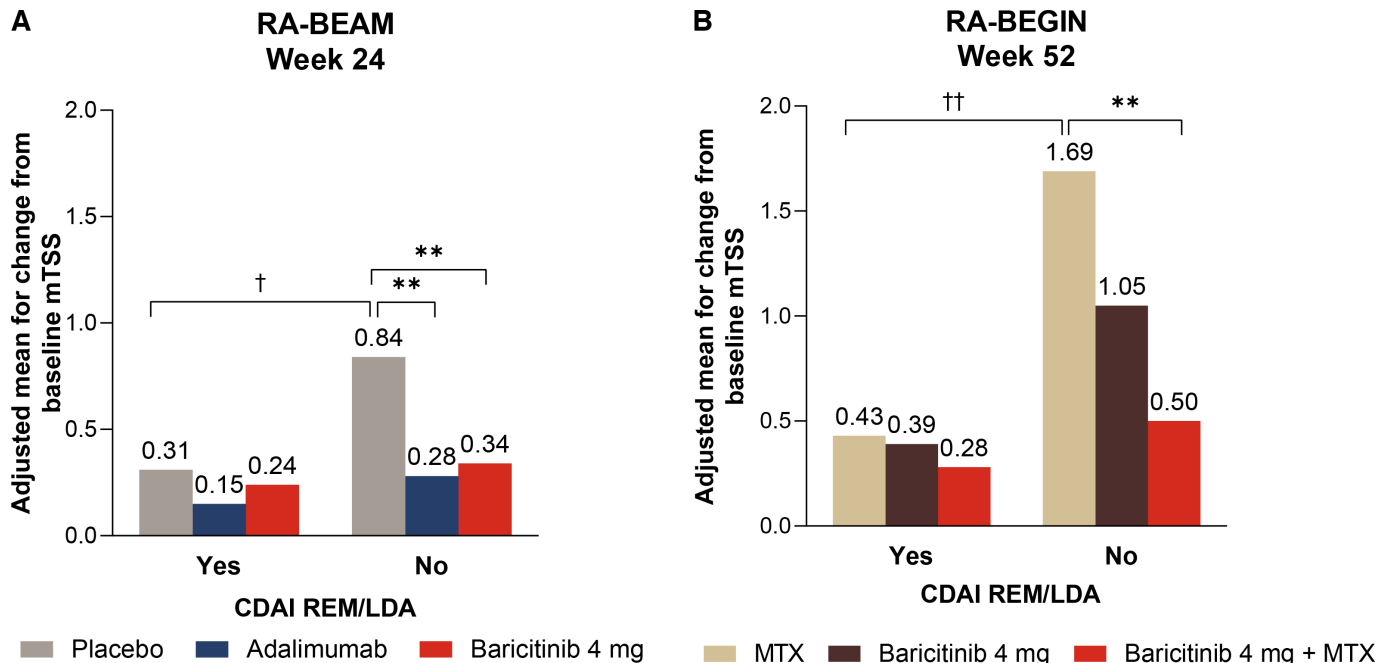 A
RA-BEAM
Week 24
Adjusted mean for change from
baseline mTSS
2.0
1.5
1.0
0.5
0.0
†
**
**
0.31
0.15
0.24
0.84
0.28
0.34
Yes
No
CDAI REM/LDA
Placebo
Adalimumab
Baricitinib 4 mg
B
RA-BEGIN
Week 52
Adjusted mean for change from
baseline mTSS
2.0
1.5
1.0
0.5
0.0
††
**
0.43
0.39
0.28
1.69
1.05
0.50
Yes
No
CDAI REM/LDA
MTX
Baricitinib 4 mg
Baricitinib 4 mg + MTX